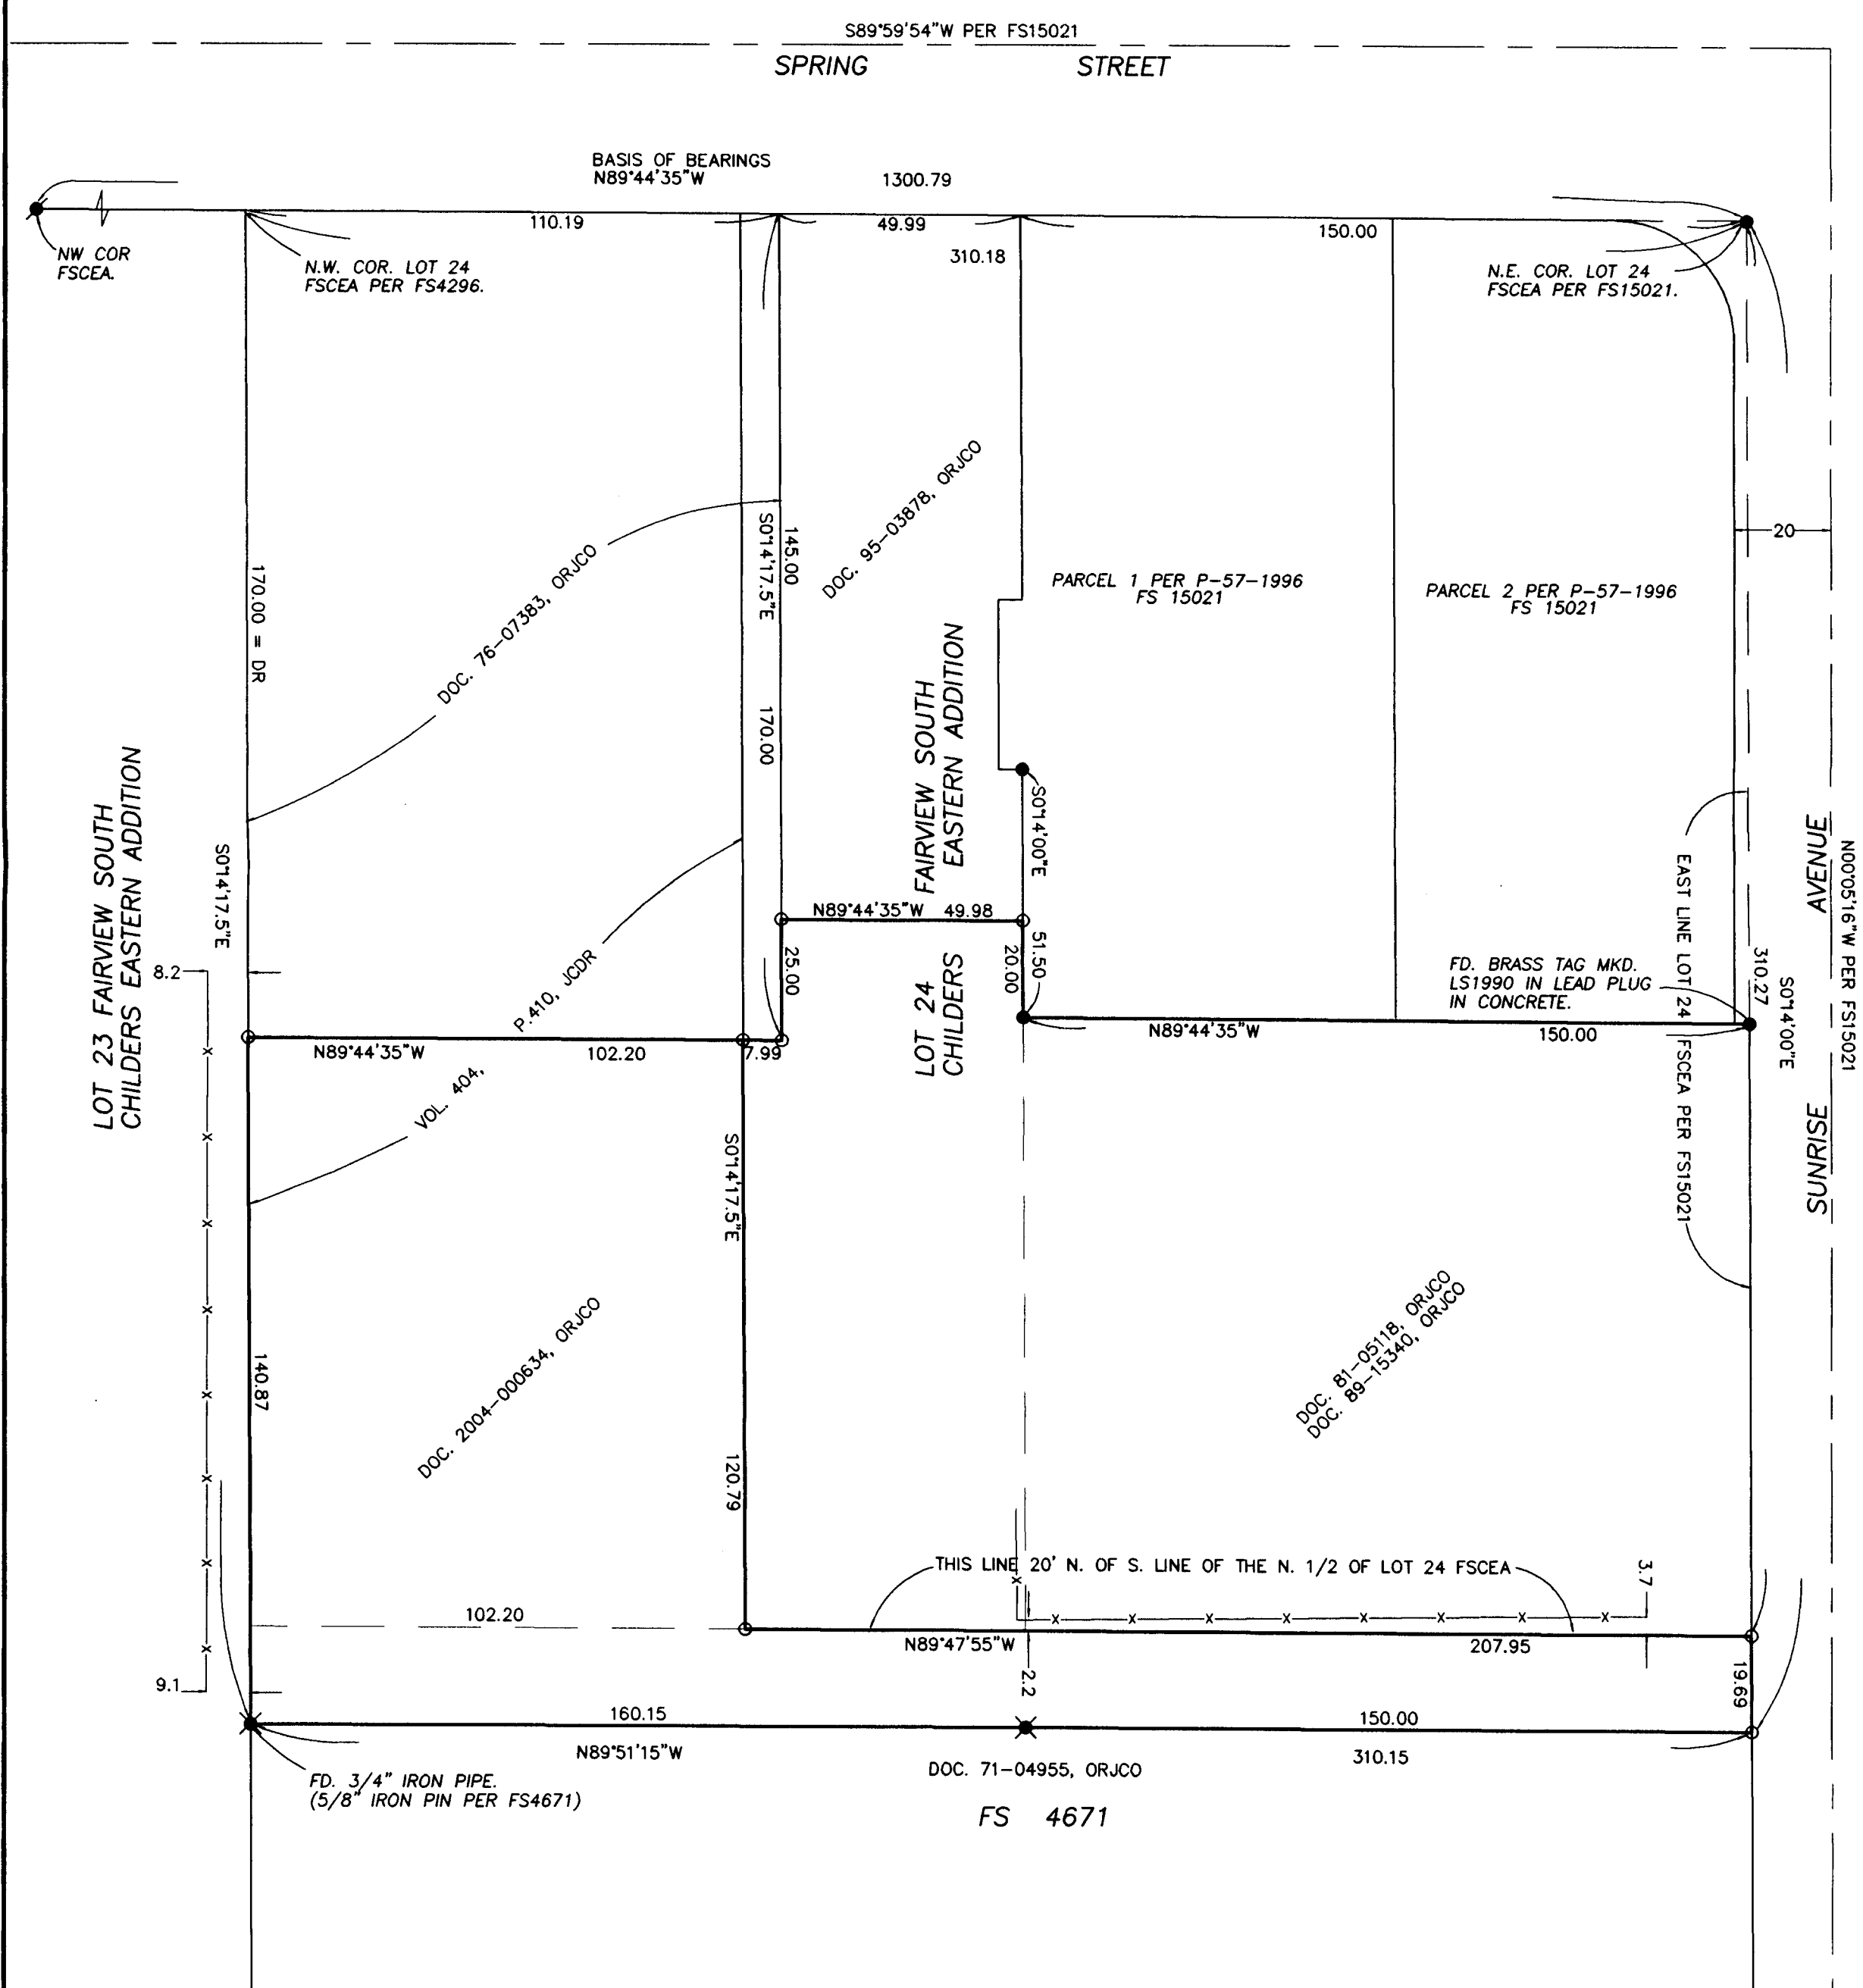 S89°59'54"W PER FS15021
SPRING STREET
BASIS OF BEARINGS
N89°44'35"W
1300.79
110.19
49.99
150.00
310.18
NW COR
FSCEA.
N.W. COR. LOT 24
FSCEA PER FS4296.
N.E. COR. LOT 24
FSCEA PER FS15021.
DOC. 95-03878, ORJCO
145.00
S0°14'17.5"E
170.00
20
170.00 = DR
DOC. 76-07383, ORJCO
PARCEL 1 PER P-57-1996
FS 15021
PARCEL 2 PER P-57-1996
FS 15021
LOT 23 FAIRVIEW SOUTH
CHILDERS EASTERN ADDITION
S0°14'17.5"E
LOT 24 FAIRVIEW SOUTH
CHILDERS EASTERN ADDITION
S0°14'00"E
51.50
20.00
N89°44'35"W 49.98
25.00
EAST LINE LOT 24 FSCEA PER FS15021
SUNRISE AVENUE
N00°05'16"W PER FS15021
310.27
S0°14'00"E
8.2
FD. BRASS TAG MKD.
LS1990 IN LEAD PLUG
IN CONCRETE.
VOL. 404, P.410, JCDR
N89°44'35"W
102.20
7.99
N89°44'35"W
150.00
S0°14'17.5"E
120.79
140.87
DOC. 2004-000634, ORJCO
DOC. 81-05118, ORJCO
DOC. 89-15340, ORJCO
THIS LINE 20' N. OF S. LINE OF THE N. 1/2 OF LOT 24 FSCEA
3.7
102.20
N89°47'55"W
207.95
2.2
19.69
9.1
160.15
150.00
N89°51'15"W
310.15
DOC. 71-04955, ORJCO
FD. 3/4" IRON PIPE.
(5/8" IRON PIN PER FS4671)
FS 4671